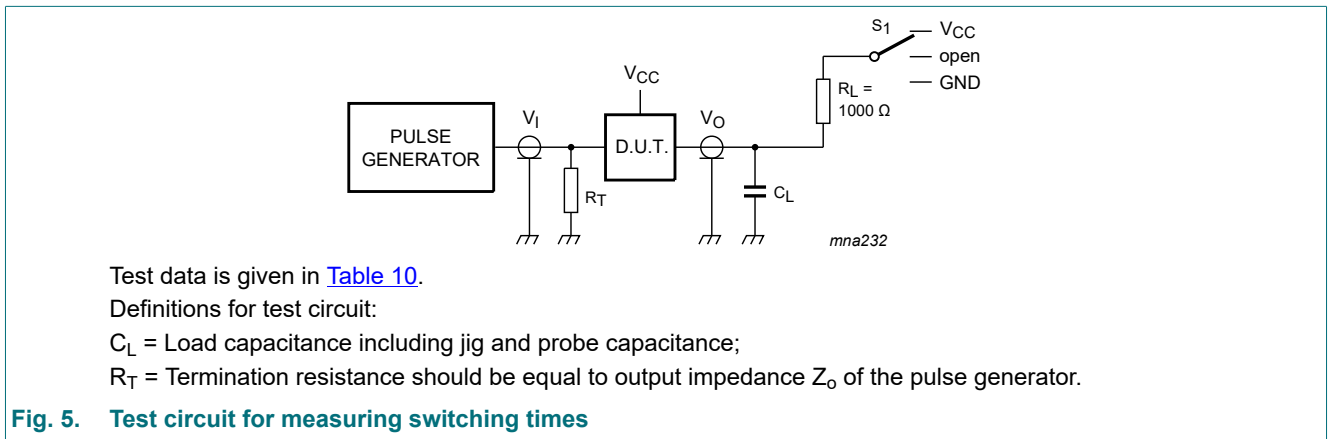 S1
VCC
open
GND
RL =
1000 Ω
VCC
VI
VO
PULSE
GENERATOR
D.U.T.
RT
CL
mna232
Test data is given in Table 10.
Definitions for test circuit:
CL = Load capacitance including jig and probe capacitance;
RT = Termination resistance should be equal to output impedance Zo of the pulse generator.
Fig. 5. Test circuit for measuring switching times